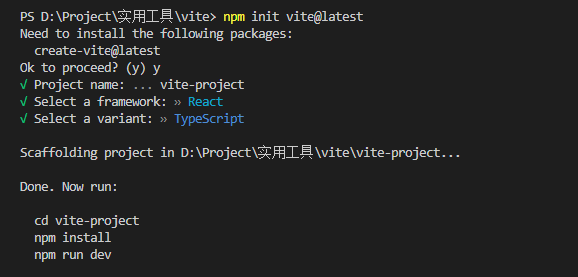 PS D:\Project\实用工具\vite> npm init vite@latest
Need to install the following packages:
  create-vite@latest
Ok to proceed? (y) y
√ Project name: ... vite-project
√ Select a framework: » React
√ Select a variant: » TypeScript

Scaffolding project in D:\Project\实用工具\vite\vite-project...

Done. Now run:

  cd vite-project
  npm install
  npm run dev